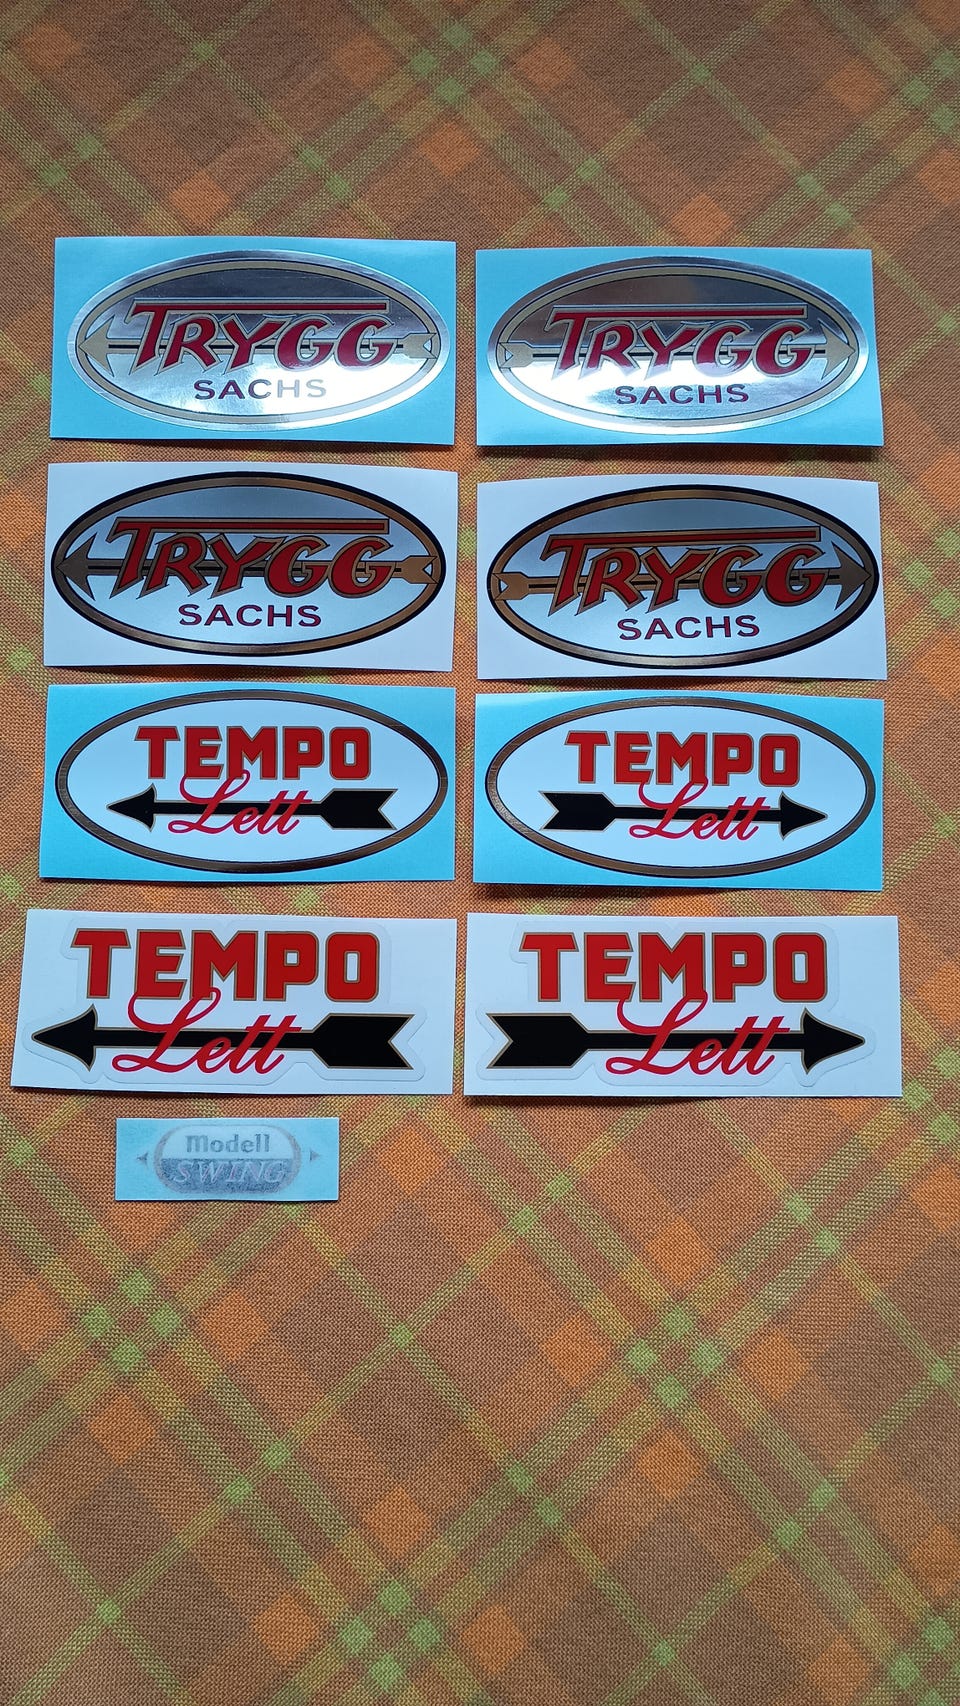 TRYGG
SACHS
TRYGG
SACHS
TRYGG
SACHS
TRYGG
SACHS
TEMPO
Lett
TEMPO
Lett
TEMPO
Lett
TEMPO
Lett
Modell
SWING